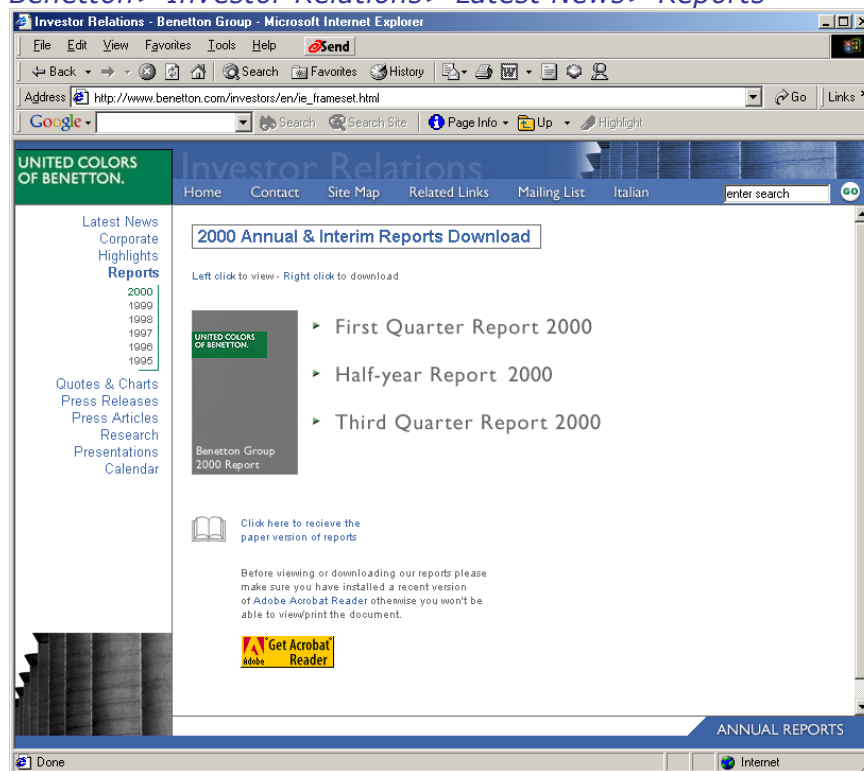 Benetton> Investor Relations> Latest News> Reports
Investor Relations - Benetton Group - Microsoft Internet Explorer
File Edit View Favorites Tools Help eSend
Back Search Favorites History
Address http://www.benetton.com/investors/en/ie_frameset.html Go Links
Google Search Search Site Page Info Up Highlight
UNITED COLORS
OF BENETTON.
Investor Relations
Home Contact Site Map Related Links Mailing List Italian enter search GO
Latest News
Corporate
Highlights
Reports
2000
1999
1998
1997
1996
1995
Quotes & Charts
Press Releases
Press Articles
Research
Presentations
Calendar
2000 Annual & Interim Reports Download
Left click to view - Right click to download
UNITED COLORS
OF BENETTON.
Benetton Group
2000 Report
First Quarter Report 2000
Half-year Report 2000
Third Quarter Report 2000
Click here to recieve the
paper version of reports
Before viewing or downloading our reports please
make sure you have installed a recent version
of Adobe Acrobat Reader otherwise you won't be
able to view/print the document.
Get Acrobat
Adobe Reader
ANNUAL REPORTS
Done Internet